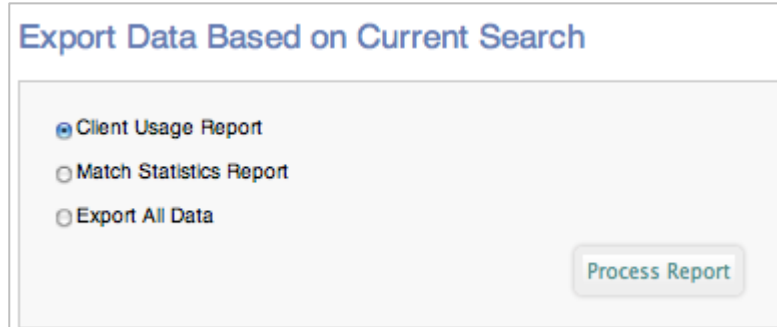 Export Data Based on Current Search
Client Usage Report
Match Statistics Report
Export All Data
Process Report